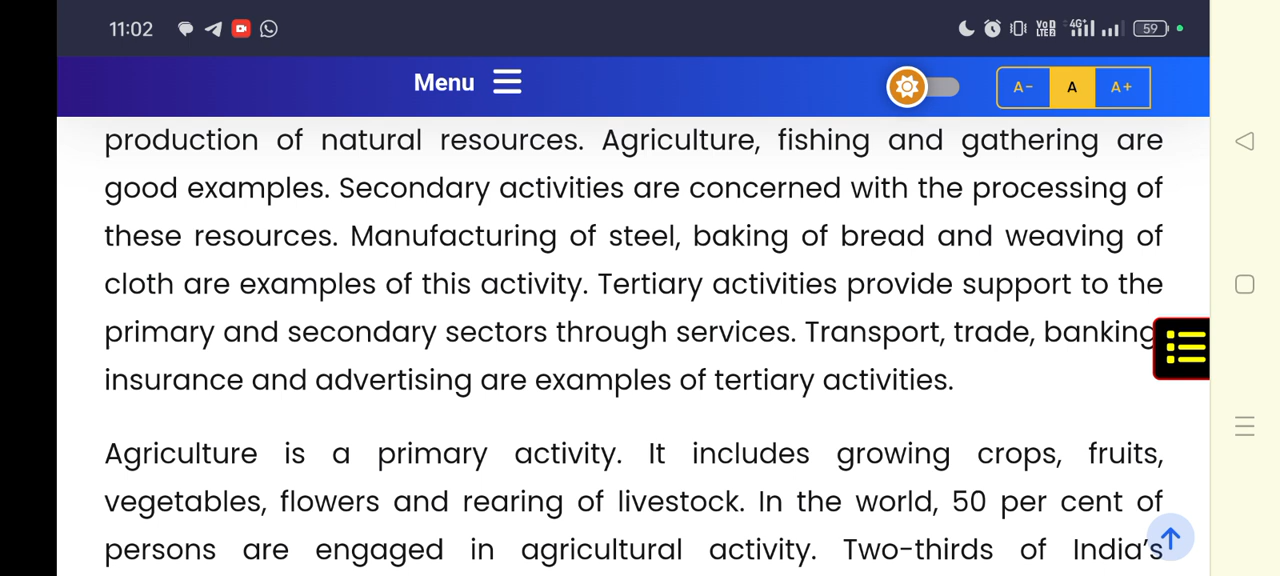 11:02
VoD LTE2 4G+ 59
Menu
A- A A+
production of natural resources. Agriculture, fishing and gathering are
good examples. Secondary activities are concerned with the processing of
these resources. Manufacturing of steel, baking of bread and weaving of
cloth are examples of this activity. Tertiary activities provide support to the
primary and secondary sectors through services. Transport, trade, banking
insurance and advertising are examples of tertiary activities.
Agriculture is a primary activity. It includes growing crops, fruits,
vegetables, flowers and rearing of livestock. In the world, 50 per cent of
persons are engaged in agricultural activity. Two-thirds of India’s